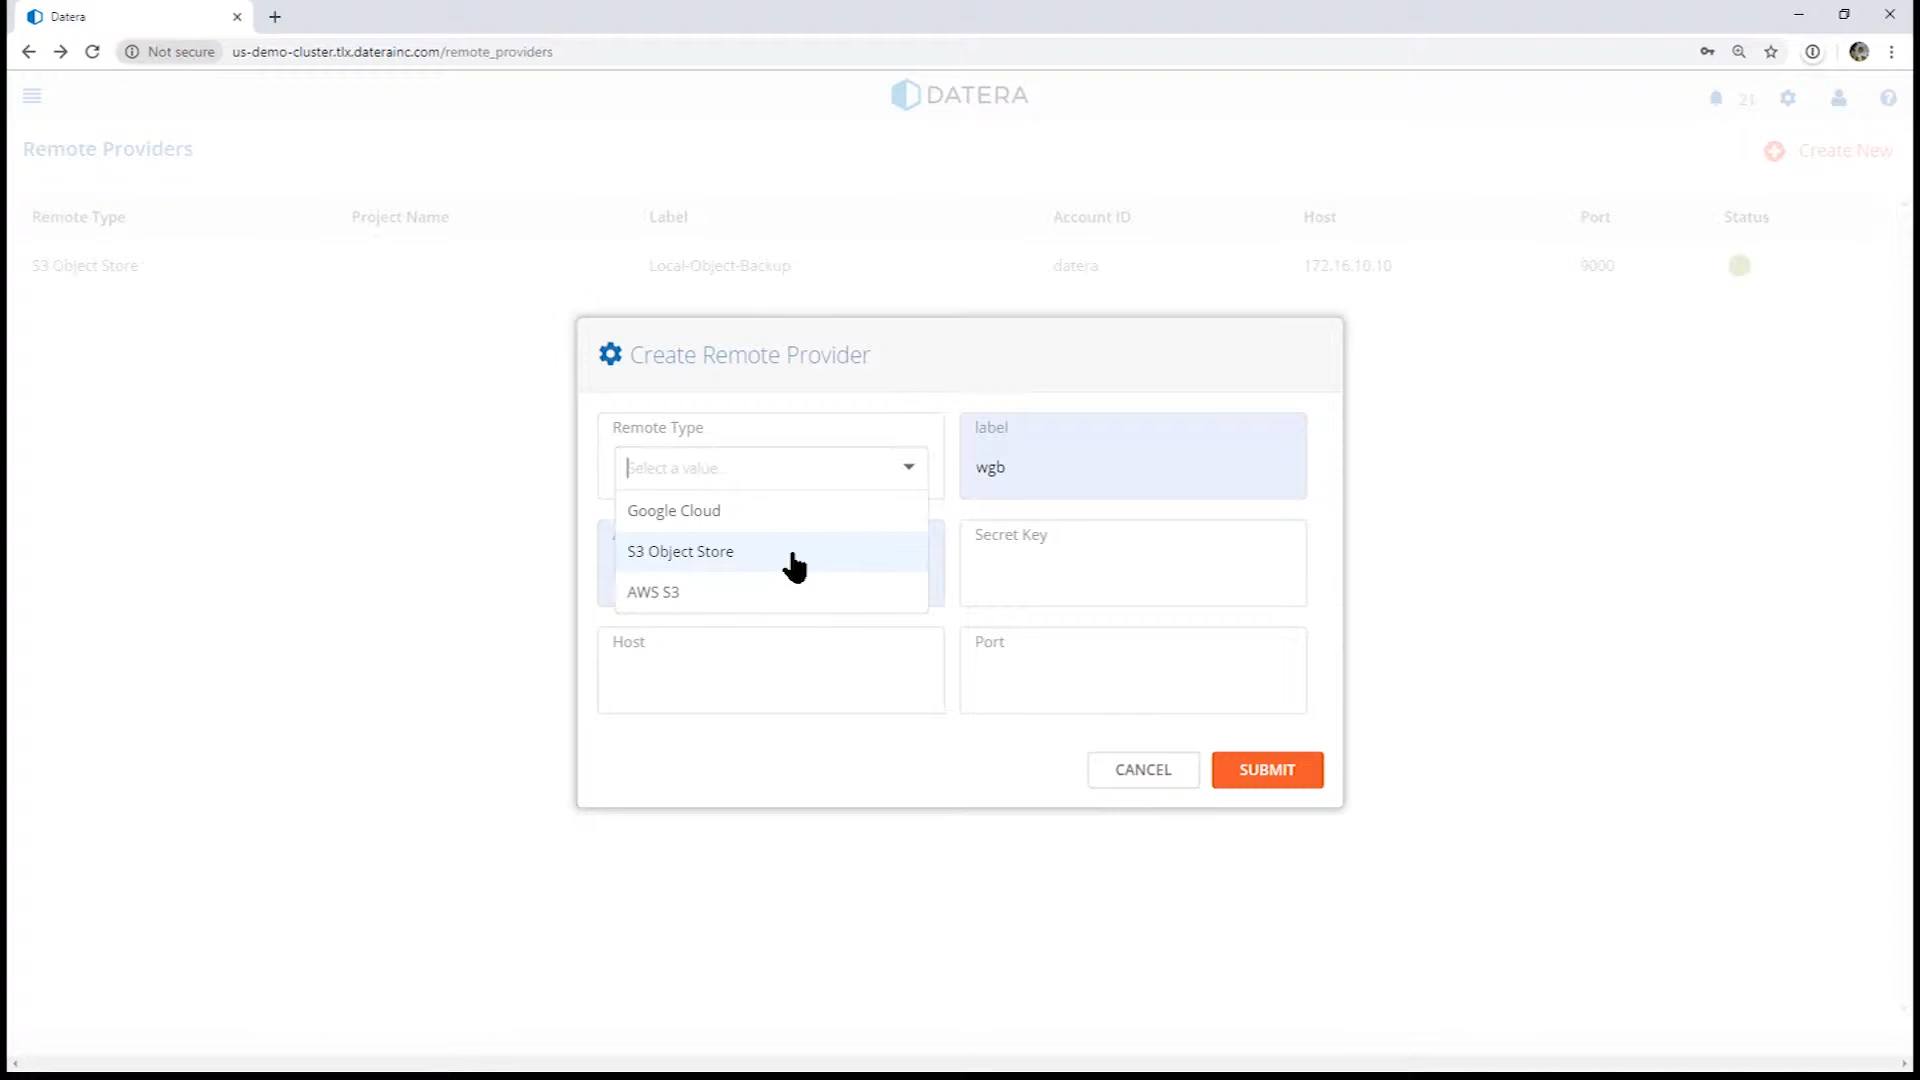 Datera
Not secure us-demo-cluster.tlx.daterainc.com/remote_providers
DATERA
21
Remote Providers
Create New
Remote Type Project Name Label Account ID Host Port Status
S3 Object Store Local-Object-Backup datera 172.16.10.10 9000
Create Remote Provider
Remote Type label
Select a value... wgb
Google Cloud
Secret Key
S3 Object Store
AWS S3
Host Port
CANCEL SUBMIT